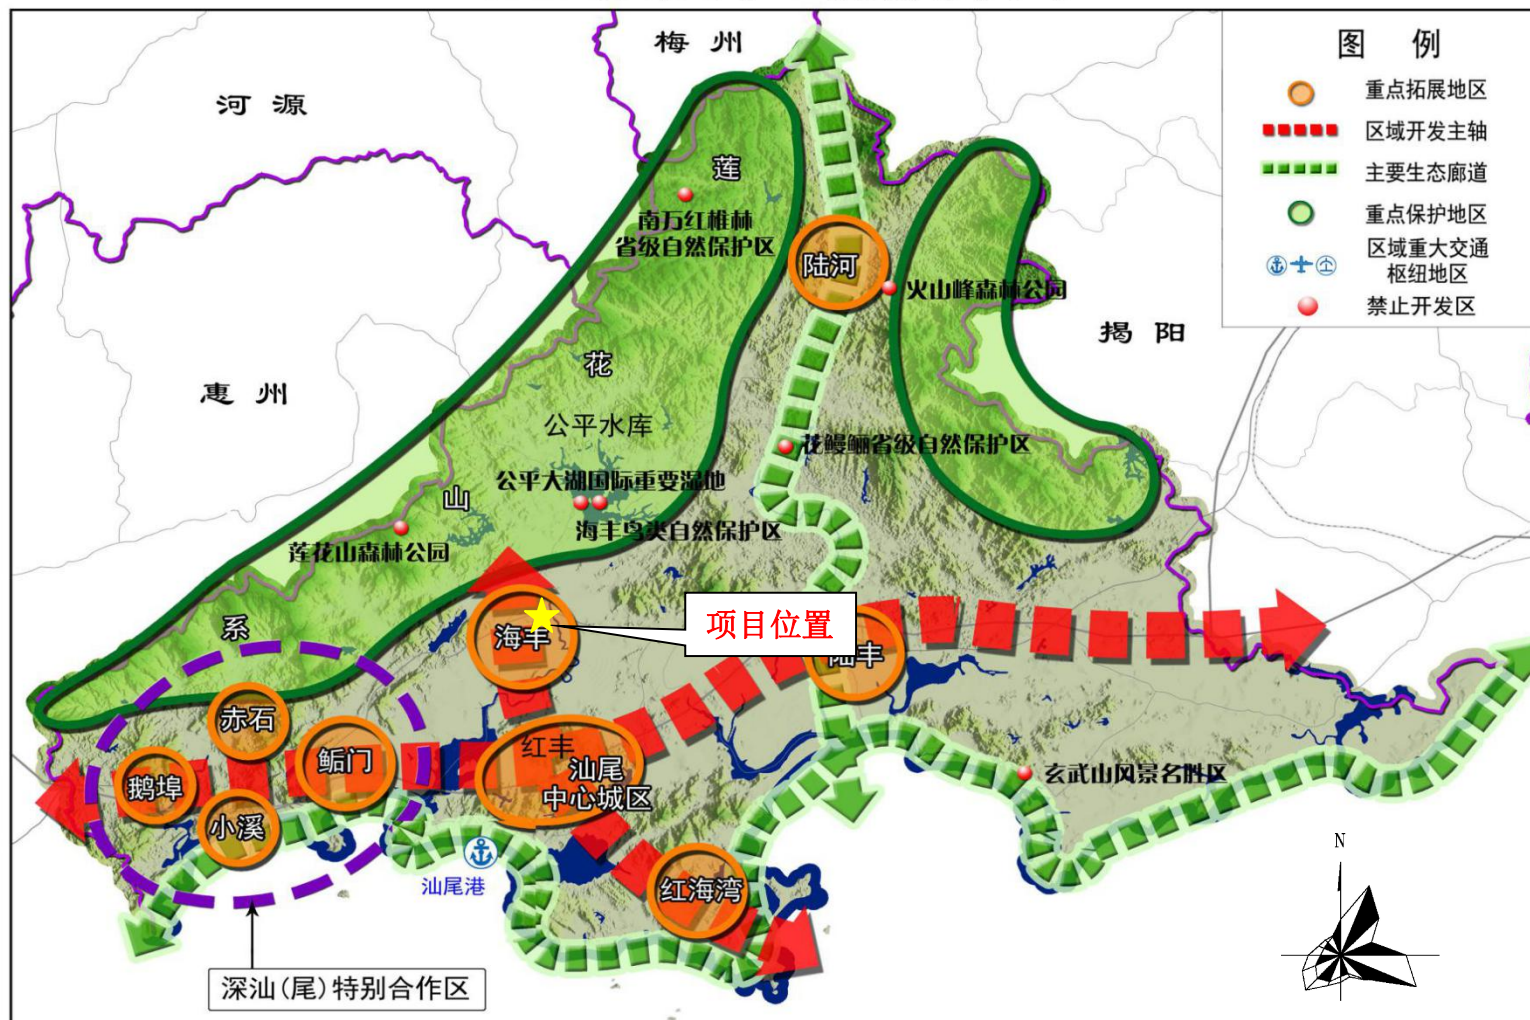 梅 州
河 源
图 例
重点拓展地区
区域开发主轴
主要生态廊道
重点保护地区
区域重大交通
枢纽地区
禁止开发区
莲
南万红椎林
省级自然保护区
陆河
火山峰森林公园
揭 阳
花
惠 州
公平水库
花鳗鲡省级自然保护区
公平大湖国际重要湿地
山
海丰鸟类自然保护区
莲花山森林公园
系
海丰
项目位置
陆丰
赤石
鲘门
红丰
汕尾
中心城区
鹅埠
小溪
玄武山风景名胜区
汕尾港
红海湾
深汕(尾)特别合作区
N